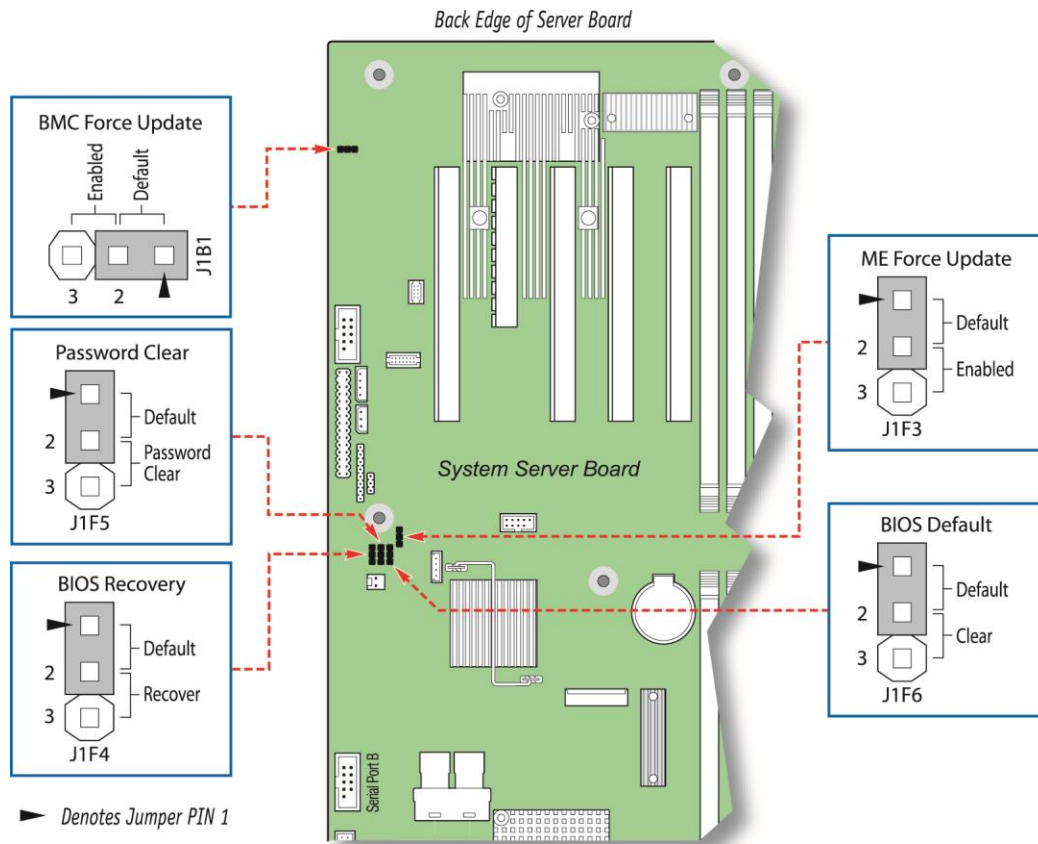 Back Edge of Server Board
BMC Force Update
Enabled
Default
3 2
J1B1
Password Clear
2
3
Default
Password
Clear
J1F5
BIOS Recovery
2
3
Default
Recover
J1F4
Denotes Jumper PIN 1
System Server Board
Serial Port B
ME Force Update
2
3
Default
Enabled
J1F3
BIOS Default
2
3
Default
Clear
J1F6